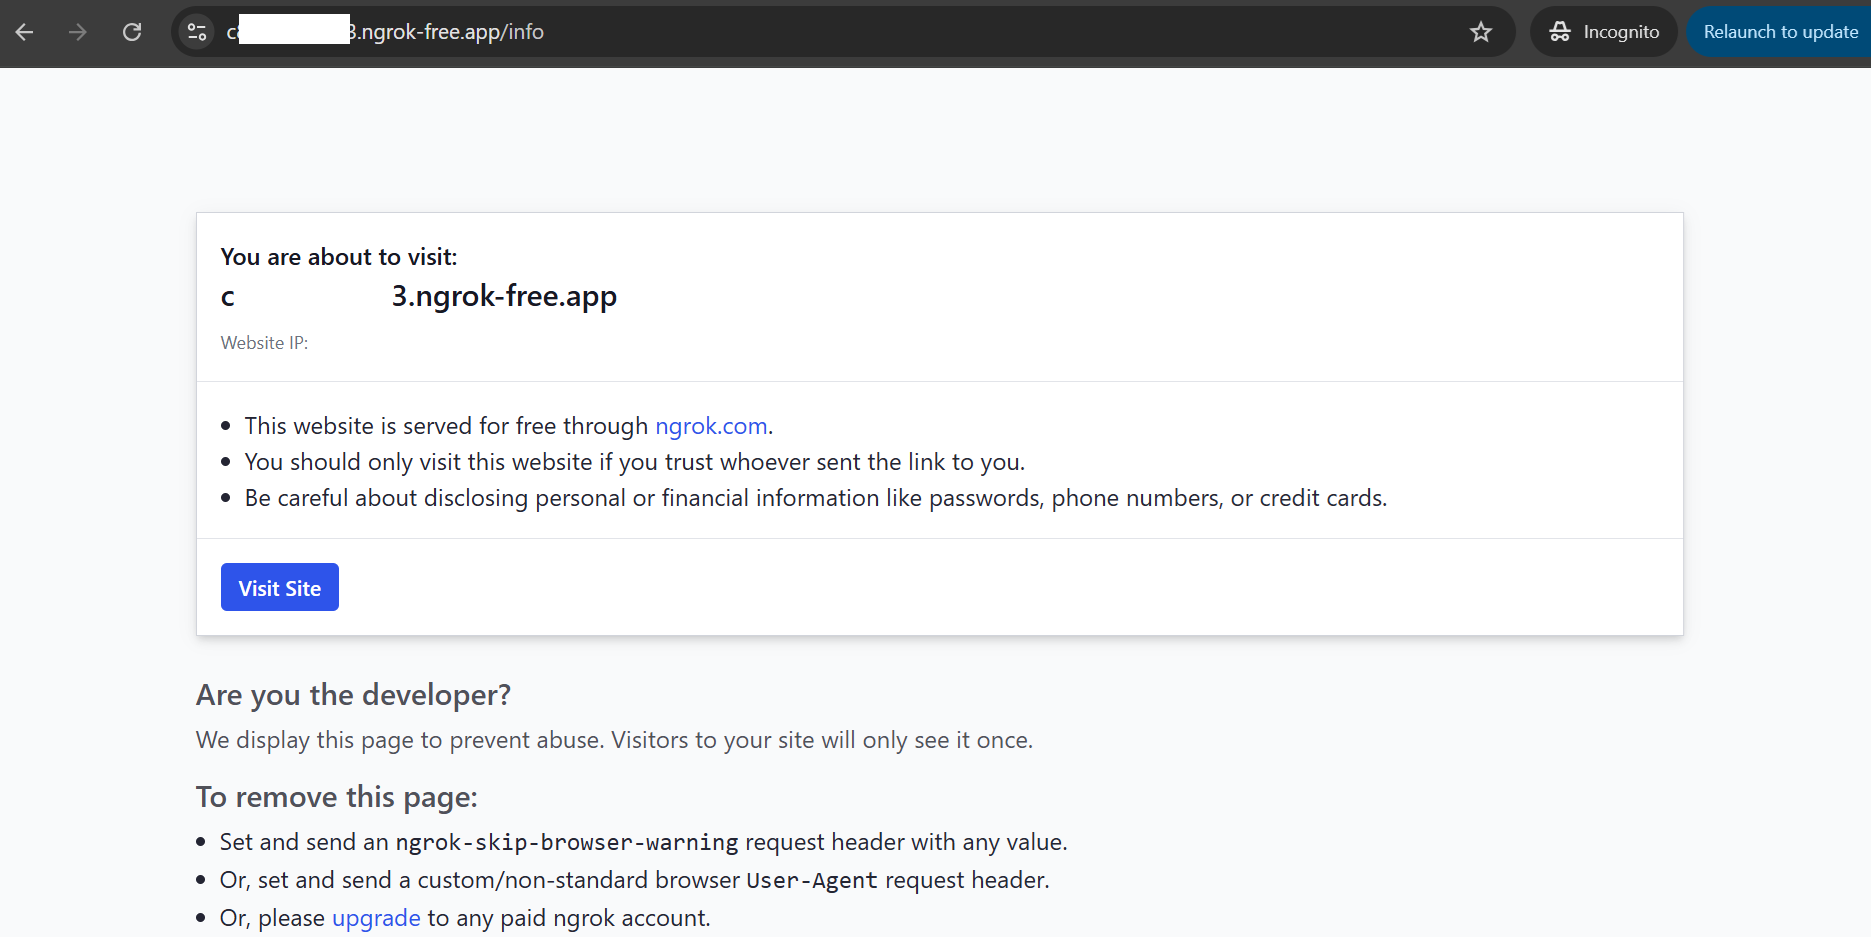 c 3.ngrok-free.app/info
Incognito
Relaunch to update
You are about to visit:
c 3.ngrok-free.app
Website IP:
This website is served for free through ngrok.com.
You should only visit this website if you trust whoever sent the link to you.
Be careful about disclosing personal or financial information like passwords, phone numbers, or credit cards.
Visit Site
Are you the developer?
We display this page to prevent abuse. Visitors to your site will only see it once.
To remove this page:
Set and send an ngrok-skip-browser-warning request header with any value.
Or, set and send a custom/non-standard browser User-Agent request header.
Or, please upgrade to any paid ngrok account.